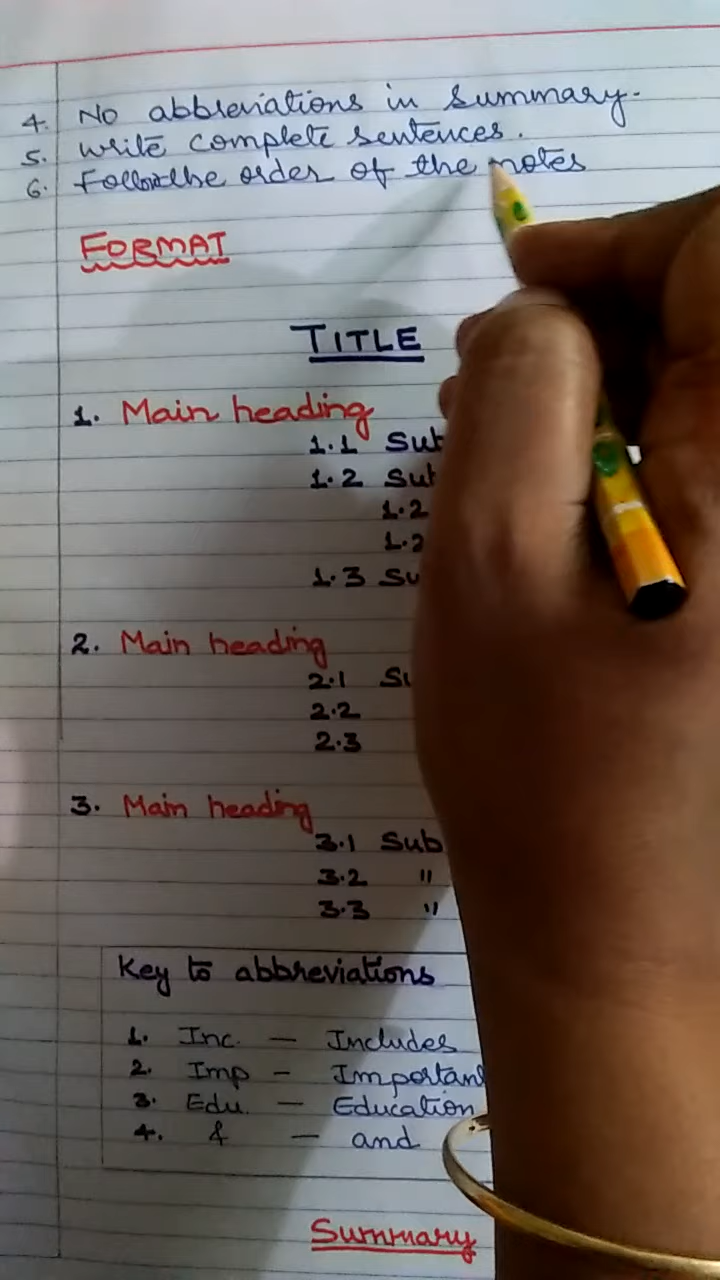 4. No abbreviations in summary.
5. Write complete sentences.
6. Follow the order of the notes
FORMAT
TITLE
1. Main heading
1.1 Sub
1.2 Sub
1.2
1.2
1.3 Su
2. Main heading
2.1 Su
2.2
2.3
3. Main heading
3.1 Sub
3.2 "
3.3 "
Key to abbreviations
1. Inc. - Includes
2. Imp - Important
3. Edu. - Education
4. & - and
Summary